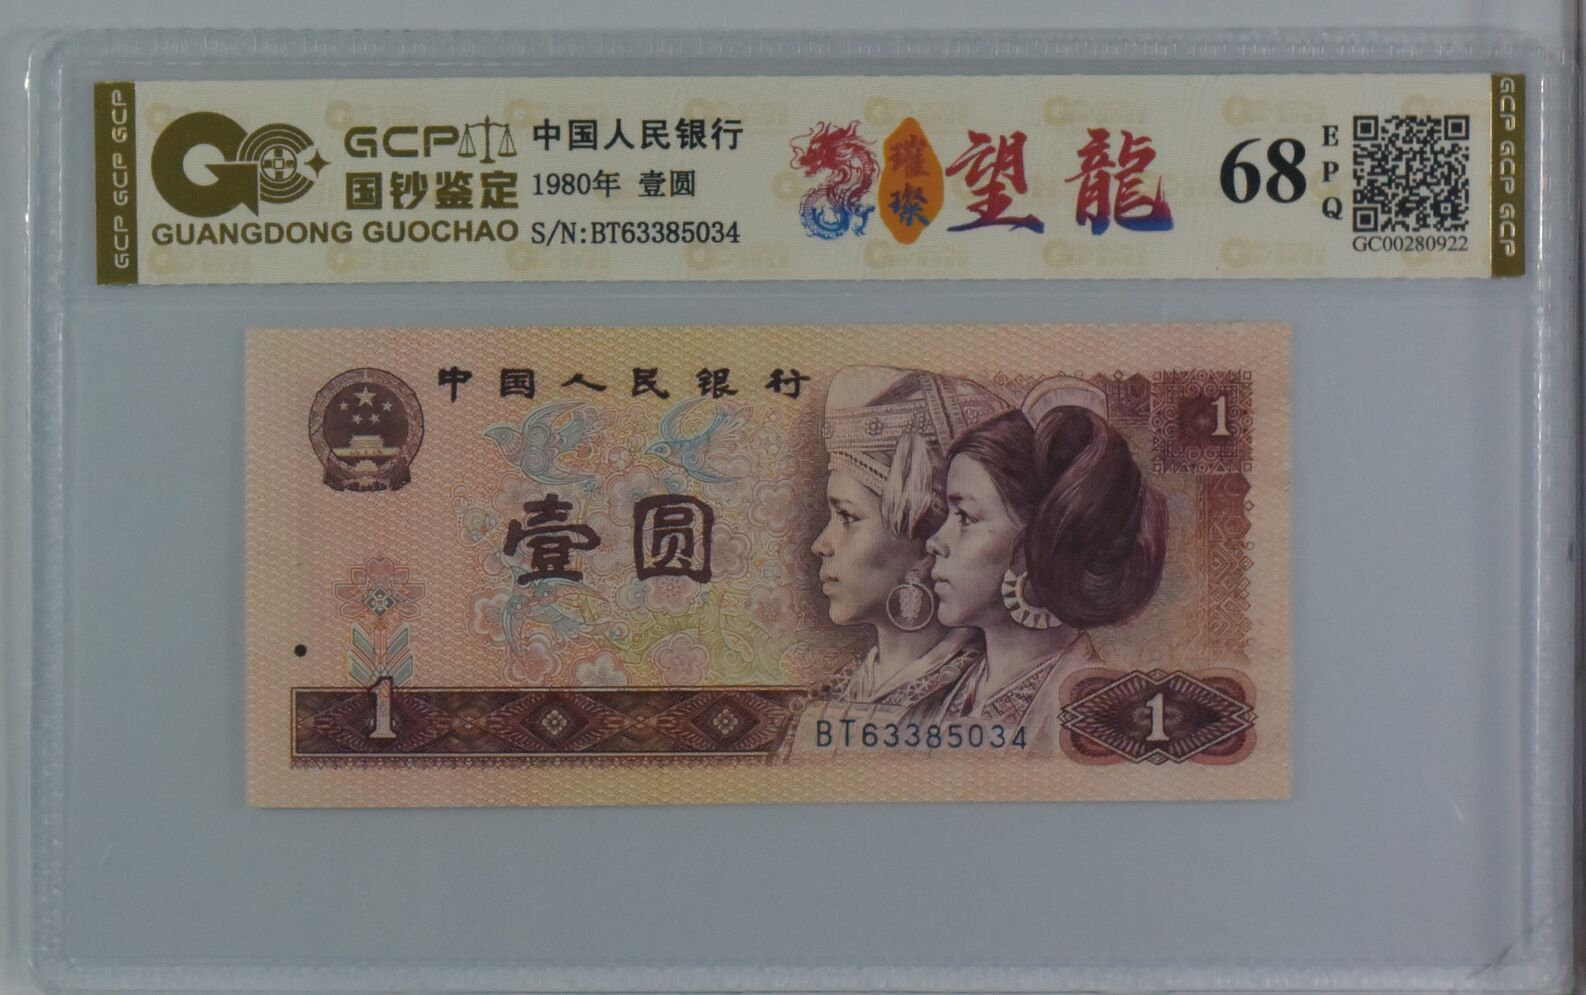 GCP GCP GCP
GCP
国钞鉴定
GUANGDONG GUOCHAO
中国人民银行
1980年 壹圆
S/N:BT63385034
璀璨
望龍
68
EPQ
GC00280922
GCP GCP GCP
中国人民银行
1
壹圆
1
BT63385034
1